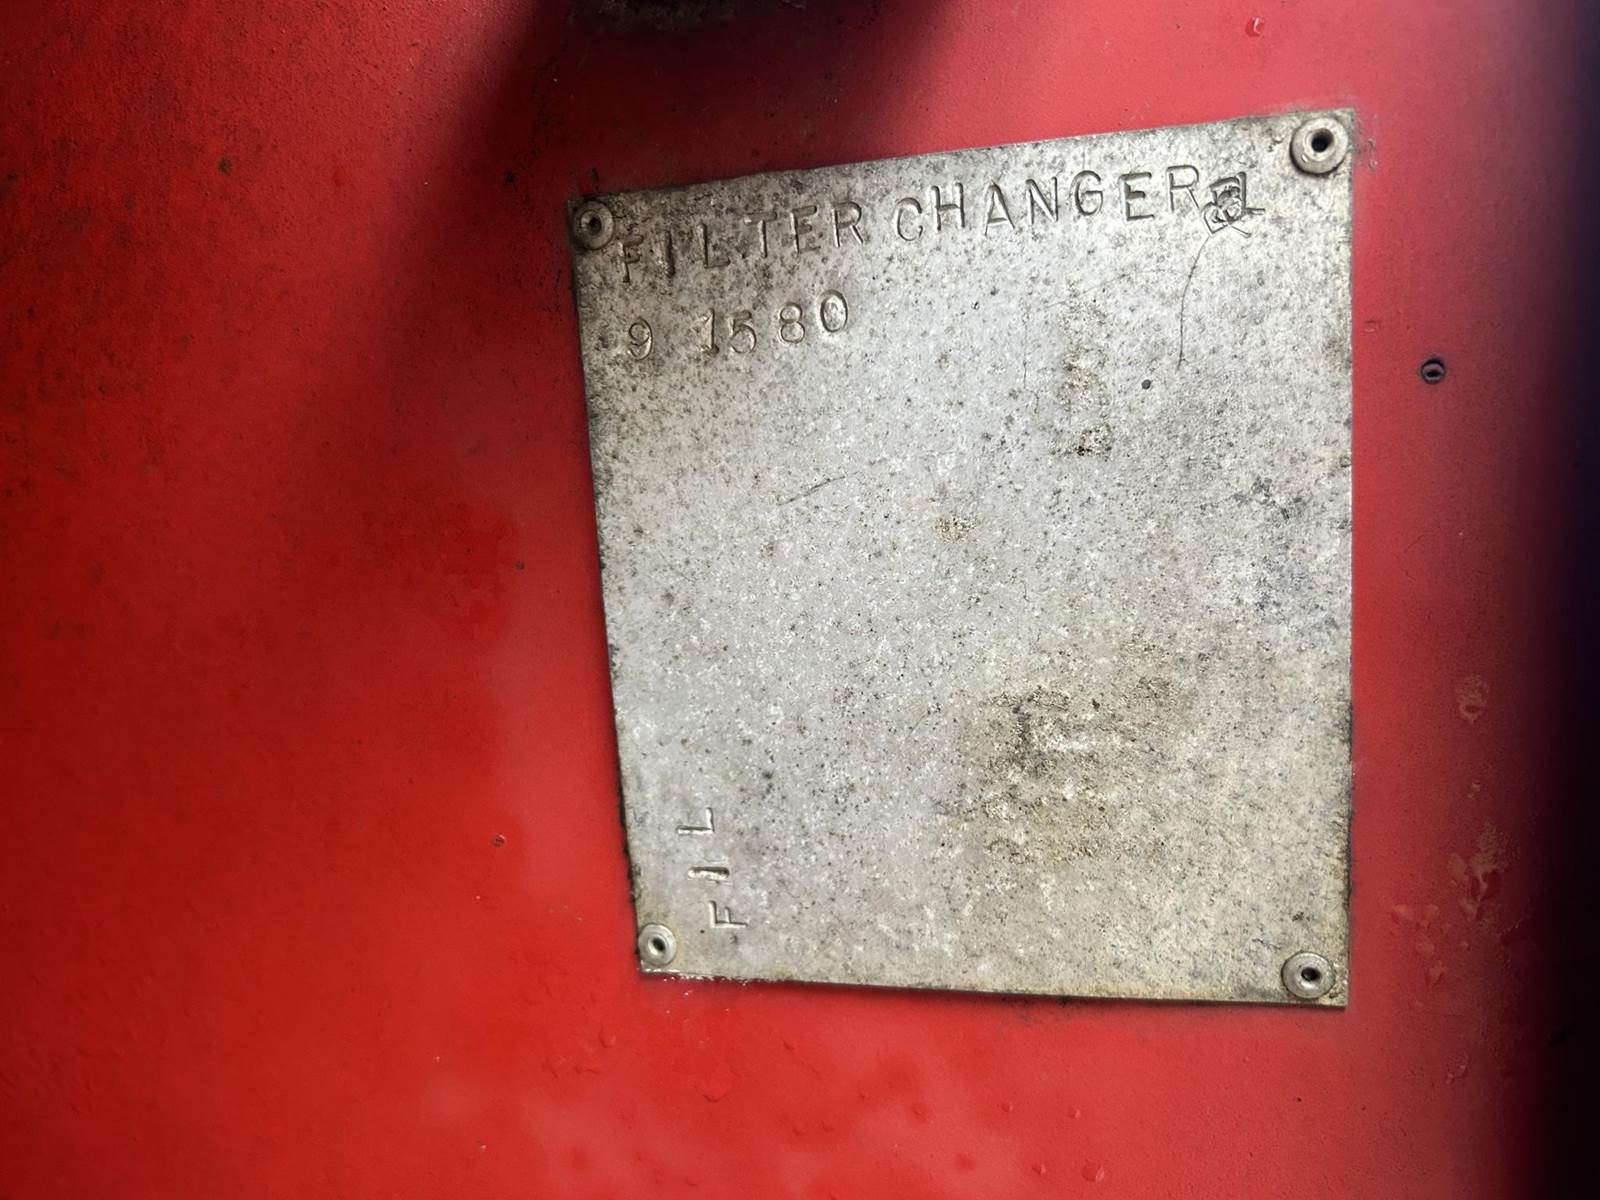 FILTER CHANGER
9 1580
FIL